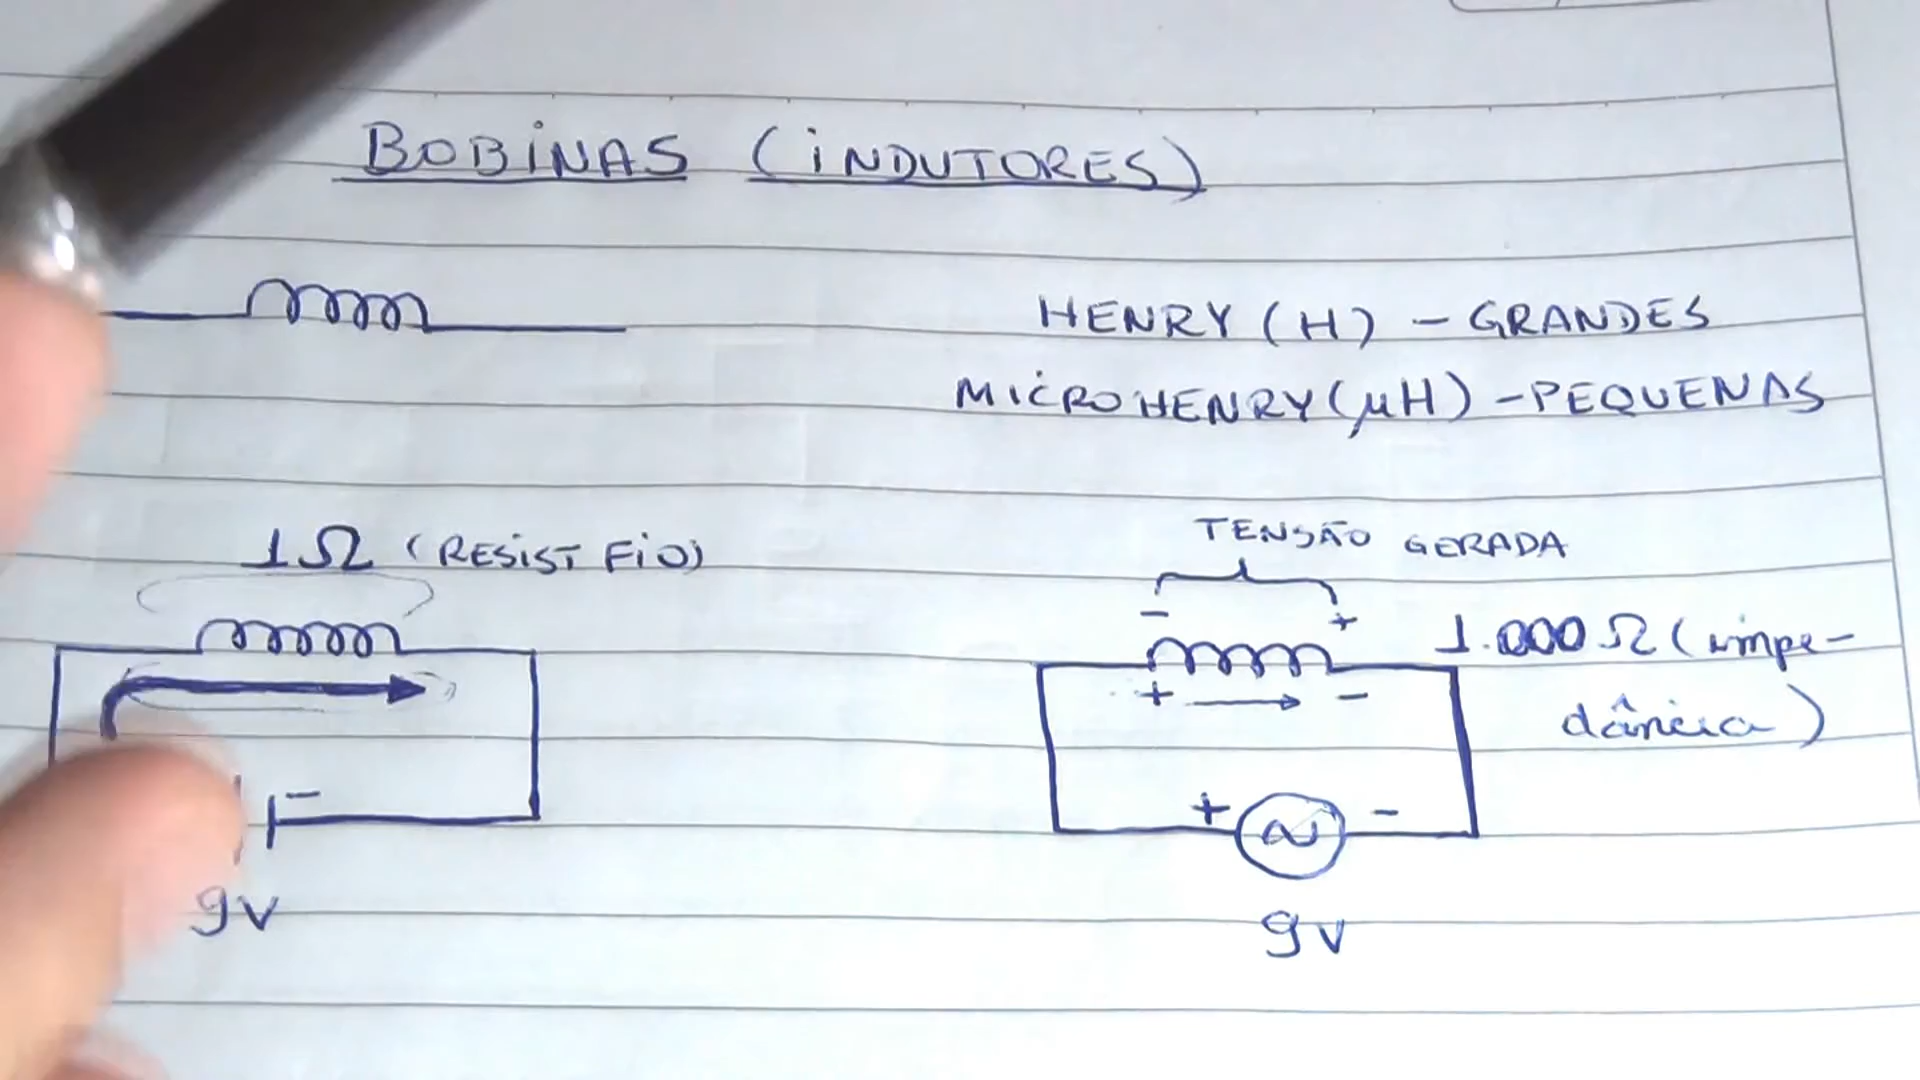 BOBINAS (INDUTORES)
HENRY (H) - GRANDES
MICROHENRY (µH) - PEQUENAS
1Ω (RESIST FIO)
TENSÃO GERADA
- +
1.000 Ω (impe-
dância)
+ -
-
+ -
9V
9V